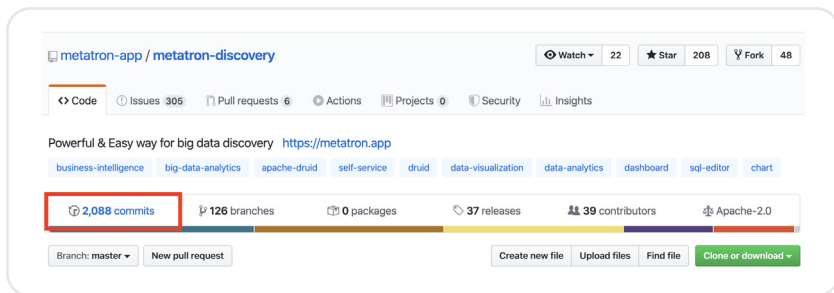 metatron-app / metatron-discovery Watch 22 Star 208 Fork 48
Code Issues 305 Pull requests 6 Actions Projects 0 Security Insights
Powerful & Easy way for big data discovery https://metatron.app
business-intelligence big-data-analytics apache-druid self-service druid data-visualization data-analytics dashboard sql-editor chart
2,088 commits 126 branches 0 packages 37 releases 39 contributors Apache-2.0
Branch: master New pull request Create new file Upload files Find file Clone or download